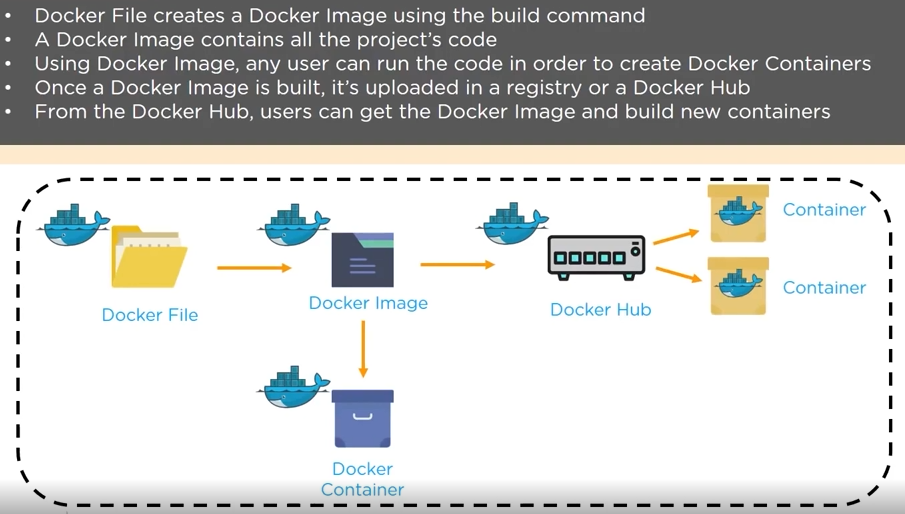 • Docker File creates a Docker Image using the build command
• A Docker Image contains all the project's code
• Using Docker Image, any user can run the code in order to create Docker Containers
• Once a Docker Image is built, it's uploaded in a registry or a Docker Hub
• From the Docker Hub, users can get the Docker Image and build new containers
Container
Container
Docker File
Docker Image
Docker Hub
Docker
Container